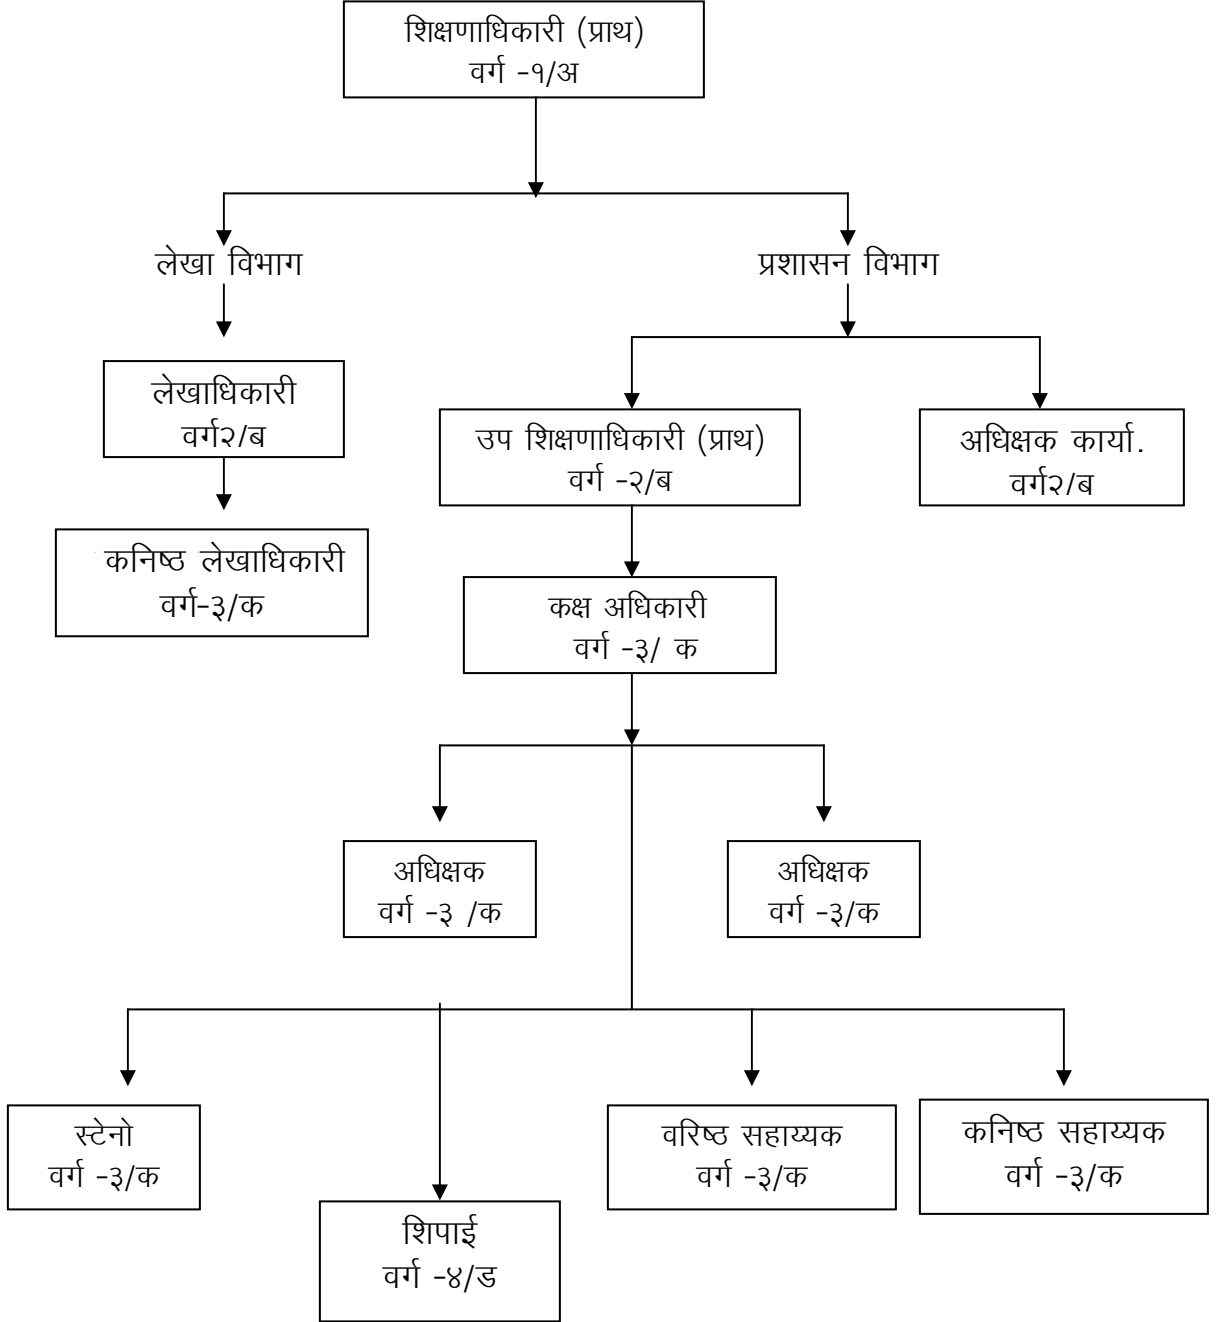 शिक्षणाधिकारी (प्राथ)
वर्ग -१/अ
लेखा विभाग
प्रशासन विभाग
लेखाधिकारी
वर्ग२/ब
उप शिक्षणाधिकारी (प्राथ)
वर्ग -२/ब
अधिक्षक कार्या.
वर्ग२/ब
कनिष्ठ लेखाधिकारी
वर्ग-३/क
कक्ष अधिकारी
वर्ग -३/ क
अधिक्षक
वर्ग -३ /क
अधिक्षक
वर्ग -३/क
स्टेनो
वर्ग -३/क
शिपाई
वर्ग -४/ड
वरिष्ठ सहाय्यक
वर्ग -३/क
कनिष्ठ सहाय्यक
वर्ग -३/क